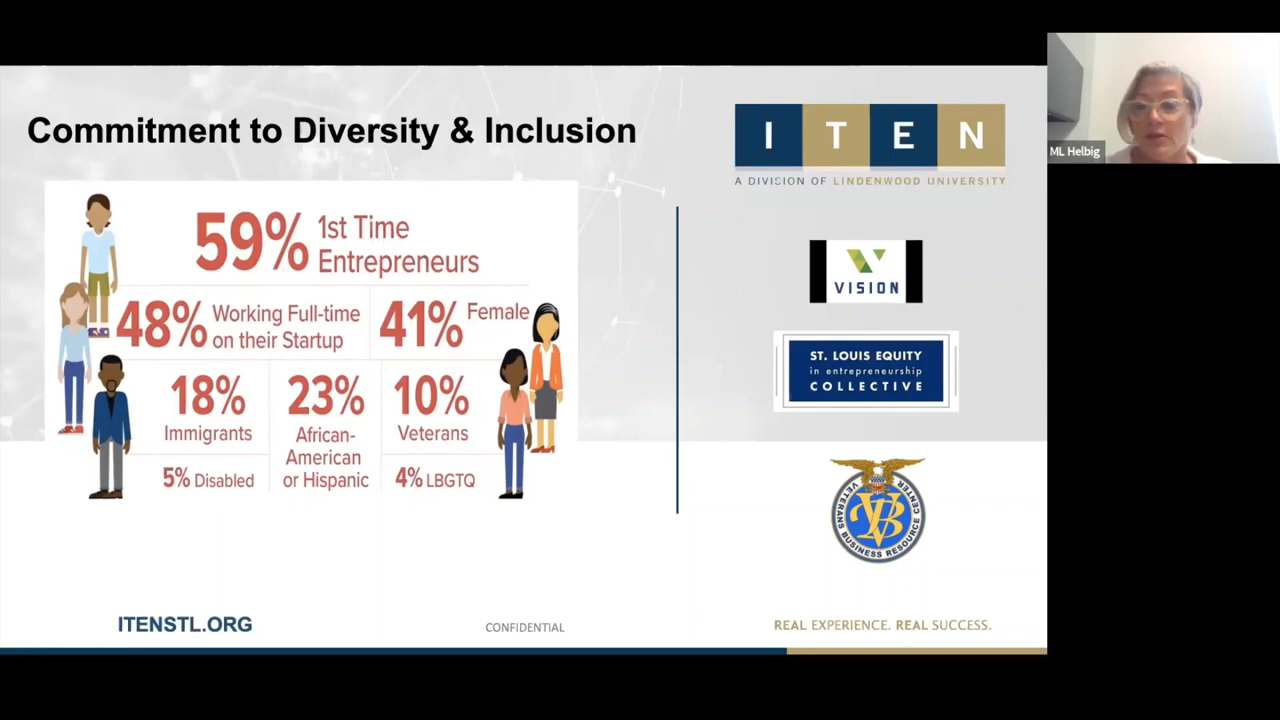 Commitment to Diversity & Inclusion
59% 1st Time
Entrepreneurs
48% Working Full-time
on their Startup
41% Female
18%
Immigrants
23%
African-
American
or Hispanic
10%
Veterans
5% Disabled
4% LBGTQ
I T E N
A DIVISION OF LINDENWOOD UNIVERSITY
VISION
ST. LOUIS EQUITY
in entrepreneurship
COLLECTIVE
VETERANS BUSINESS RESOURCE CENTER
VB
ITENSTL.ORG
CONFIDENTIAL
REAL EXPERIENCE. REAL SUCCESS.
ML Helbig